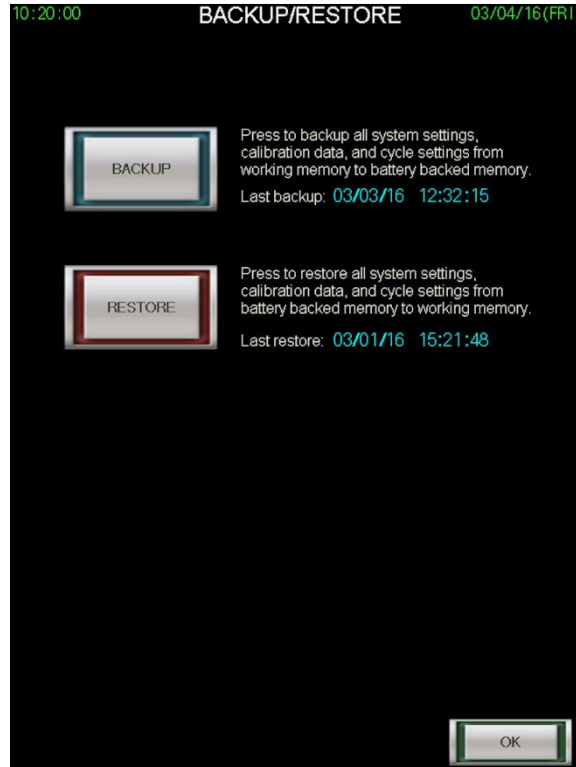 10:20:00 BACKUP/RESTORE 03/04/16(FRI
BACKUP
Press to backup all system settings,
calibration data, and cycle settings from
working memory to battery backed memory.
Last backup: 03/03/16 12:32:15
RESTORE
Press to restore all system settings,
calibration data, and cycle settings from
battery backed memory to working memory.
Last restore: 03/01/16 15:21:48
OK